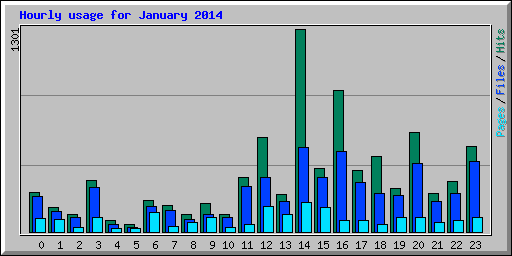 Hourly usage for January 2014
1301
Pages/Files/Hits
0 1 2 3 4 5 6 7 8 9 10 11 12 13 14 15 16 17 18 19 20 21 22 23